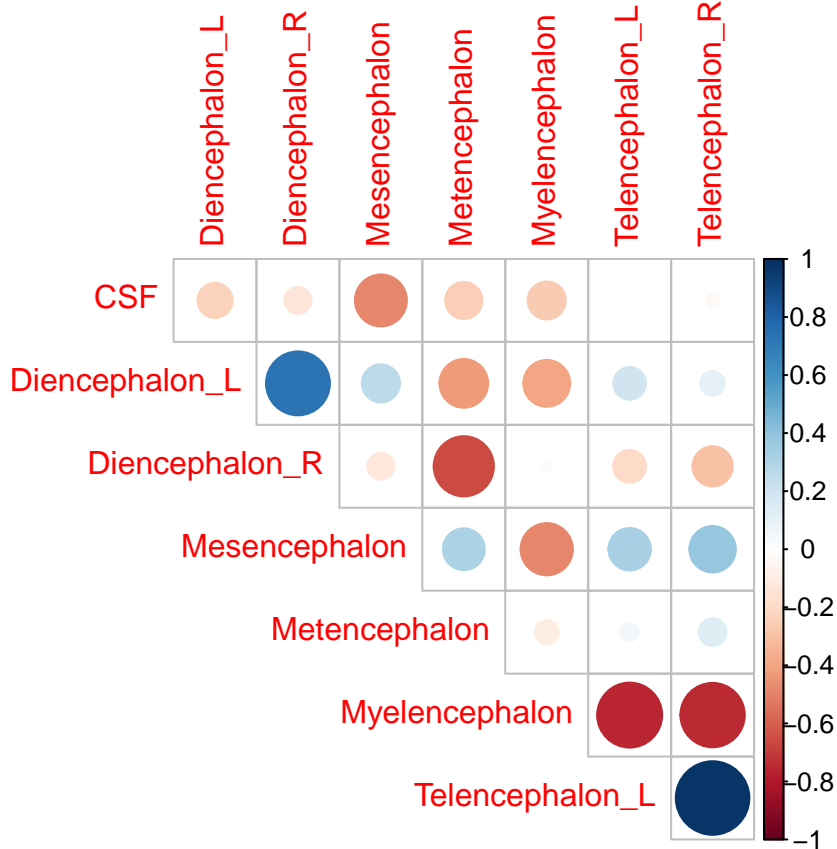 Diencephalon_L
Diencephalon_R
Mesencephalon
Metencephalon
Myelencephalon
Telencephalon_L
Telencephalon_R
CSF
Diencephalon_L
Diencephalon_R
Mesencephalon
Metencephalon
Myelencephalon
Telencephalon_L
1
0.8
0.6
0.4
0.2
0
−0.2
−0.4
−0.6
−0.8
−1